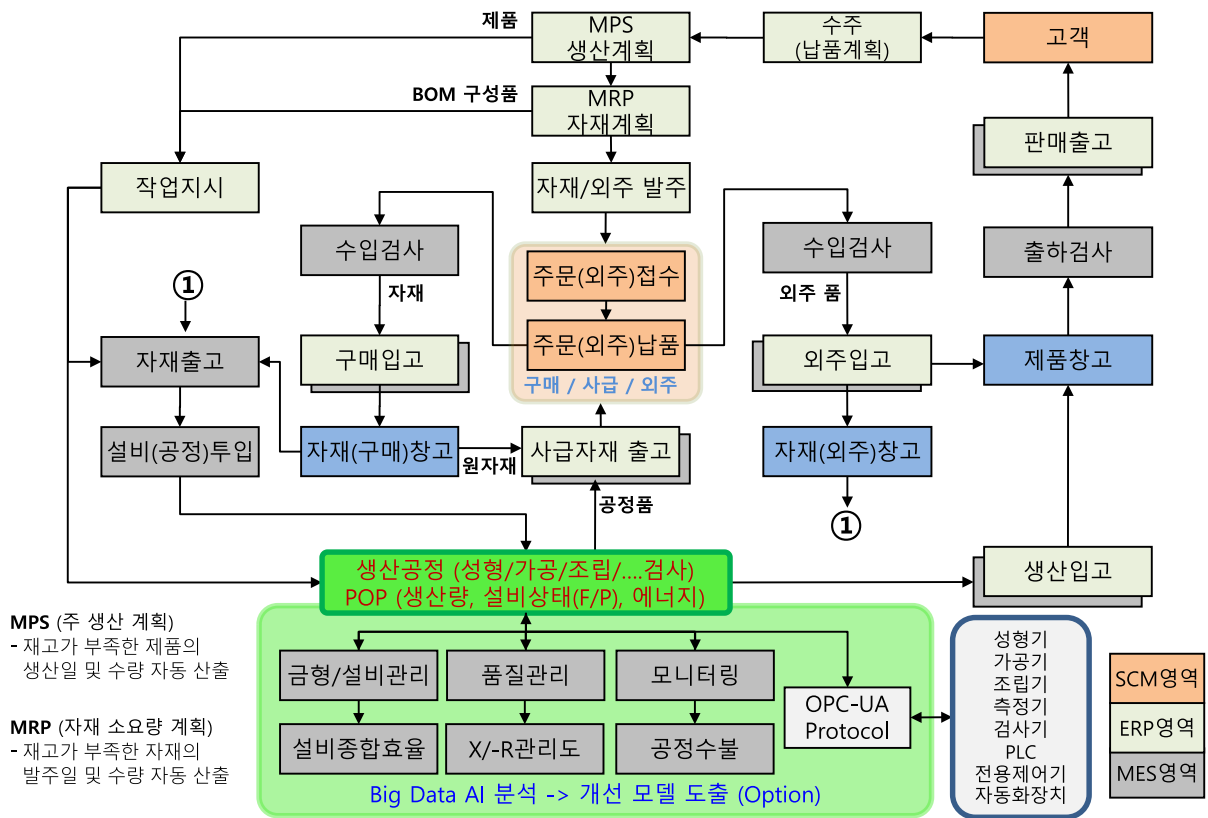 제품
MPS
생산계획
수주
(납품계획)
고객
BOM 구성품
MRP
자재계획
판매출고
작업지시
자재/외주 발주
수입검사
주문(외주)접수
수입검사
출하검사
①
자재
외주 품
자재출고
구매입고
주문(외주)납품
외주입고
제품창고
구매 / 사급 / 외주
설비(공정)투입
자재(구매)창고
원자재
사급자재 출고
자재(외주)창고
공정품
①
생산공정 (성형/가공/조립/....검사)
POP (생산량, 설비상태(F/P), 에너지)
생산입고
MPS (주 생산 계획)
- 재고가 부족한 제품의
생산일 및 수량 자동 산출
MRP (자재 소요량 계획)
- 재고가 부족한 자재의
발주일 및 수량 자동 산출
금형/설비관리
품질관리
모니터링
OPC-UA
Protocol
설비종합효율
X/-R관리도
공정수불
Big Data AI 분석 -> 개선 모델 도출 (Option)
성형기
가공기
조립기
측정기
검사기
PLC
전용제어기
자동화장치
SCM영역
ERP영역
MES영역